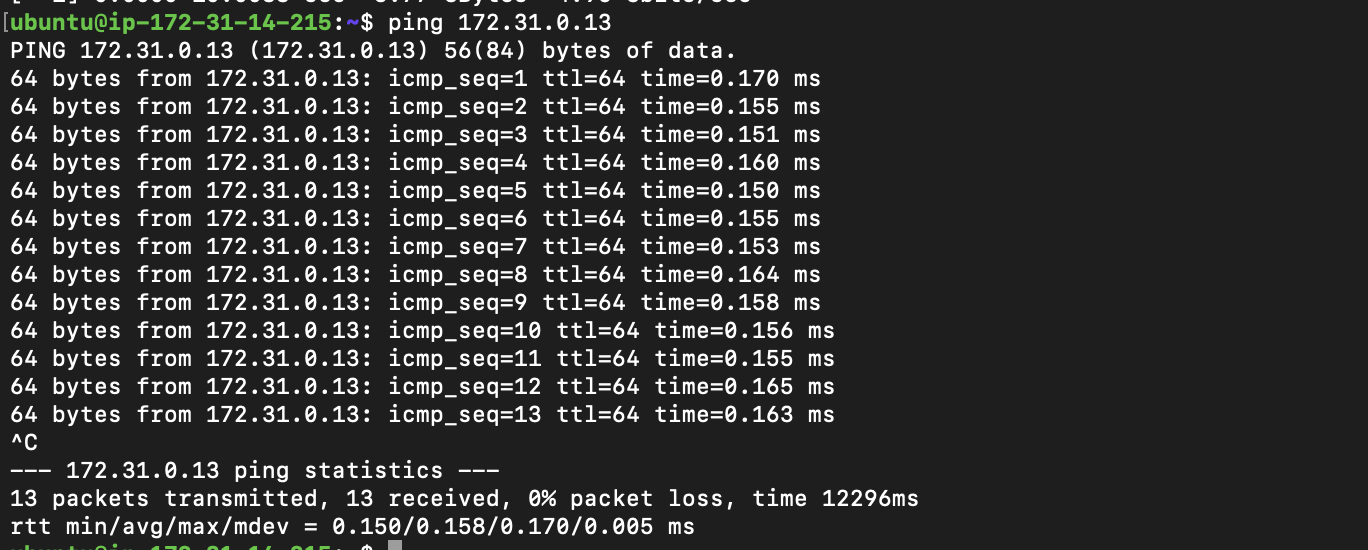 [ubuntu@ip-172-31-14-215:~$ ping 172.31.0.13
PING 172.31.0.13 (172.31.0.13) 56(84) bytes of data.
64 bytes from 172.31.0.13: icmp_seq=1 ttl=64 time=0.170 ms
64 bytes from 172.31.0.13: icmp_seq=2 ttl=64 time=0.155 ms
64 bytes from 172.31.0.13: icmp_seq=3 ttl=64 time=0.151 ms
64 bytes from 172.31.0.13: icmp_seq=4 ttl=64 time=0.160 ms
64 bytes from 172.31.0.13: icmp_seq=5 ttl=64 time=0.150 ms
64 bytes from 172.31.0.13: icmp_seq=6 ttl=64 time=0.155 ms
64 bytes from 172.31.0.13: icmp_seq=7 ttl=64 time=0.153 ms
64 bytes from 172.31.0.13: icmp_seq=8 ttl=64 time=0.164 ms
64 bytes from 172.31.0.13: icmp_seq=9 ttl=64 time=0.158 ms
64 bytes from 172.31.0.13: icmp_seq=10 ttl=64 time=0.156 ms
64 bytes from 172.31.0.13: icmp_seq=11 ttl=64 time=0.155 ms
64 bytes from 172.31.0.13: icmp_seq=12 ttl=64 time=0.165 ms
64 bytes from 172.31.0.13: icmp_seq=13 ttl=64 time=0.163 ms
^C
--- 172.31.0.13 ping statistics ---
13 packets transmitted, 13 received, 0% packet loss, time 12296ms
rtt min/avg/max/mdev = 0.150/0.158/0.170/0.005 ms
ubuntu@ip-172-31-14-215:~$